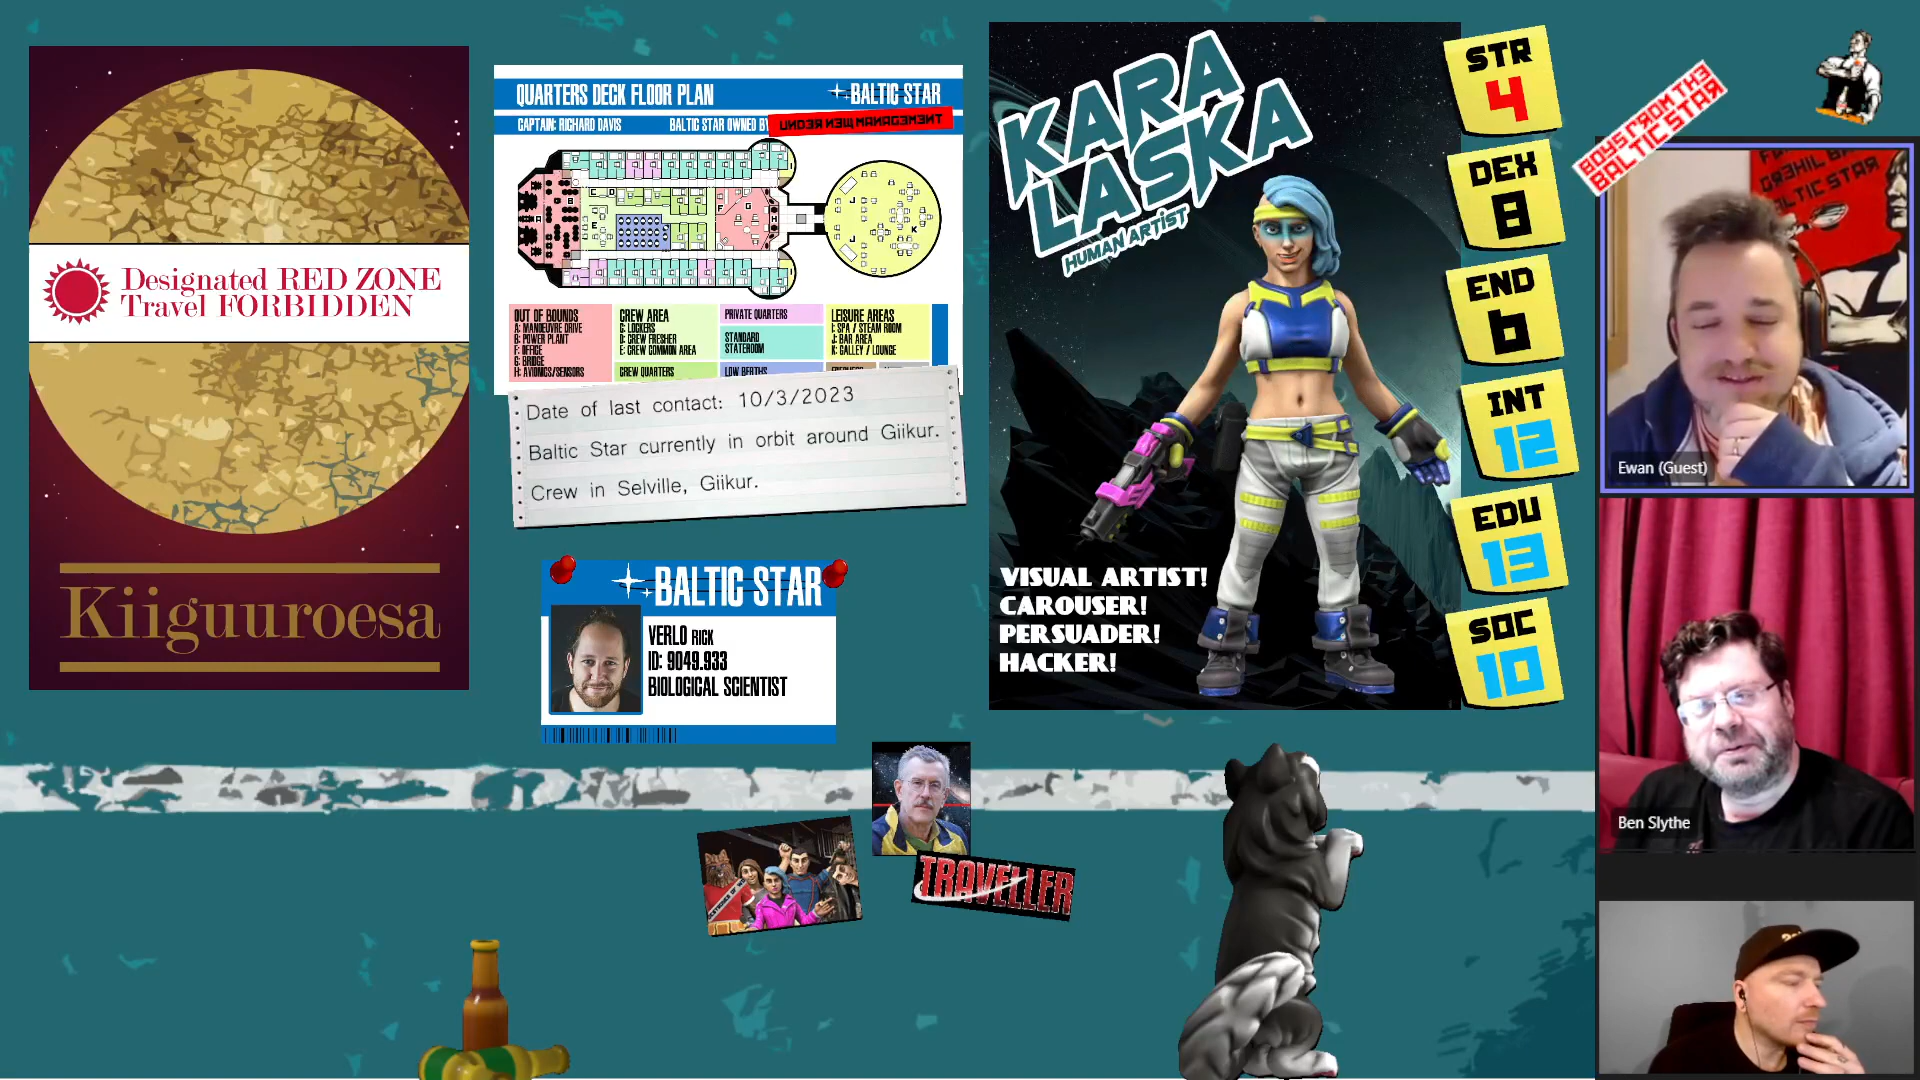 Designated RED ZONE
Travel FORBIDDEN
Kiiguuroesa
QUARTERS DECK FLOOR PLAN
BALTIC STAR
CAPTAIN: RICHARD DAVIS
BALTIC STAR OWNED BY
UNDER NEW MANAGEMENT
OUT OF BOUNDS
A: MANOEUVRE DRIVE
B: POWER PLANT
F: OFFICE
G: BRIDGE
H: AVIONICS/SENSORS
CREW AREA
C: LOCKERS
D: CREW FRESHER
E: CREW COMMON AREA
CREW QUARTERS
PRIVATE QUARTERS
STANDARD
STATEROOM
LOW BERTHS
LEISURE AREAS
I: SPA / STEAM ROOM
J: BAR AREA
K: GALLEY / LOUNGE
Date of last contact: 10/3/2023
Baltic Star currently in orbit around Giikur.
Crew in Selville, Giikur.
BALTIC STAR
VERLO RICK
ID: 9049.933
BIOLOGICAL SCIENTIST
TRAVELLER
KARA
LASKA
HUMAN ARTIST
VISUAL ARTIST!
CAROUSER!
PERSUADER!
HACKER!
STR
4
DEX
8
END
6
INT
12
EDU
13
SOC
10
BOYS FROM THE
BALTIC STAR
Ewan (Guest)
Ben Slythe